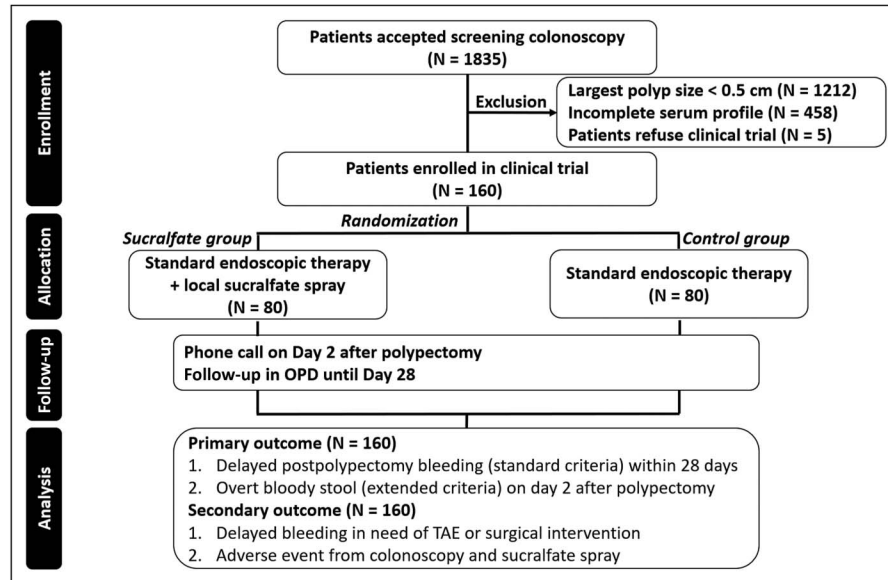 Enrollment
Patients accepted screening colonoscopy
(N = 1835)
Exclusion
Largest polyp size < 0.5 cm (N = 1212)
Incomplete serum profile (N = 458)
Patients refuse clinical trial (N = 5)
Patients enrolled in clinical trial
(N = 160)
Randomization
Allocation
Sucralfate group
Control group
Standard endoscopic therapy
+ local sucralfate spray
(N = 80)
Standard endoscopic therapy
(N = 80)
Follow-up
Phone call on Day 2 after polypectomy
Follow-up in OPD until Day 28
Analysis
Primary outcome (N = 160)
1. Delayed postpolypectomy bleeding (standard criteria) within 28 days
2. Overt bloody stool (extended criteria) on day 2 after polypectomy
Secondary outcome (N = 160)
1. Delayed bleeding in need of TAE or surgical intervention
2. Adverse event from colonoscopy and sucralfate spray